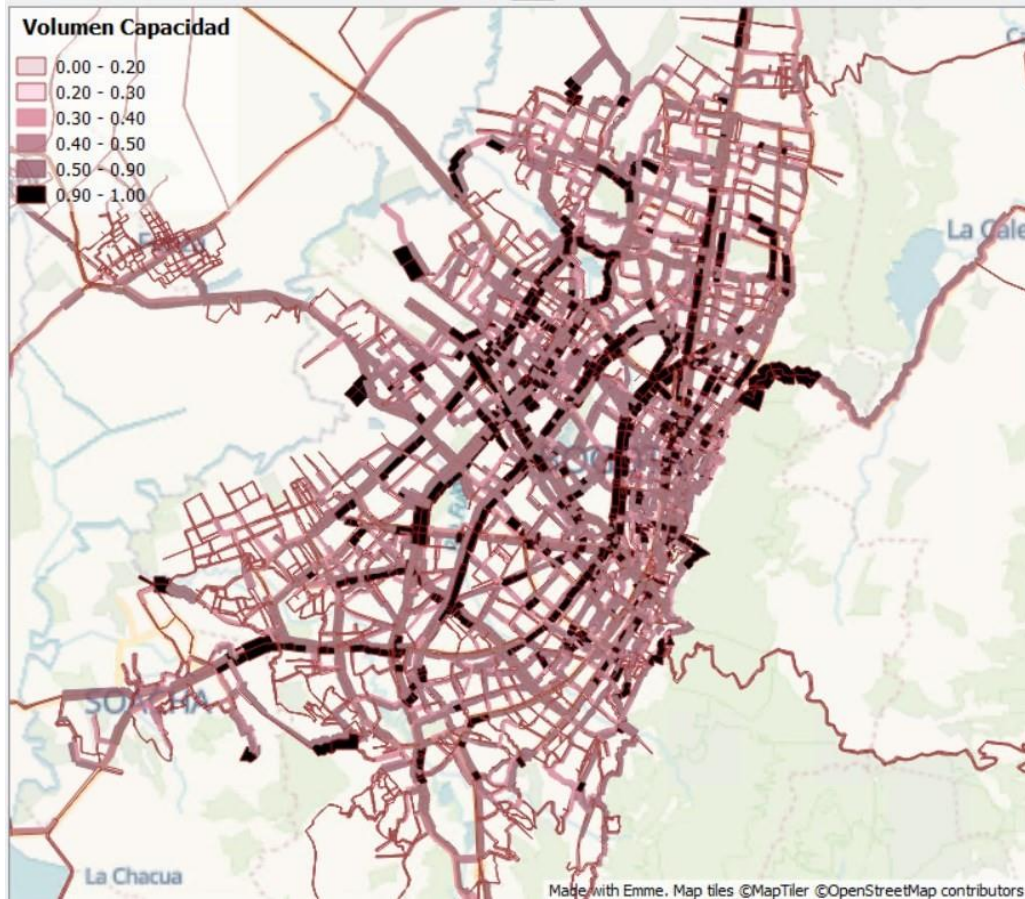 Volumen Capacidad
0.00 - 0.20
0.20 - 0.30
0.30 - 0.40
0.40 - 0.50
0.50 - 0.90
0.90 - 1.00
La Cale
SOACHA
La Chacua
Made with Emme. Map tiles ©MapTiler ©OpenStreetMap contributors